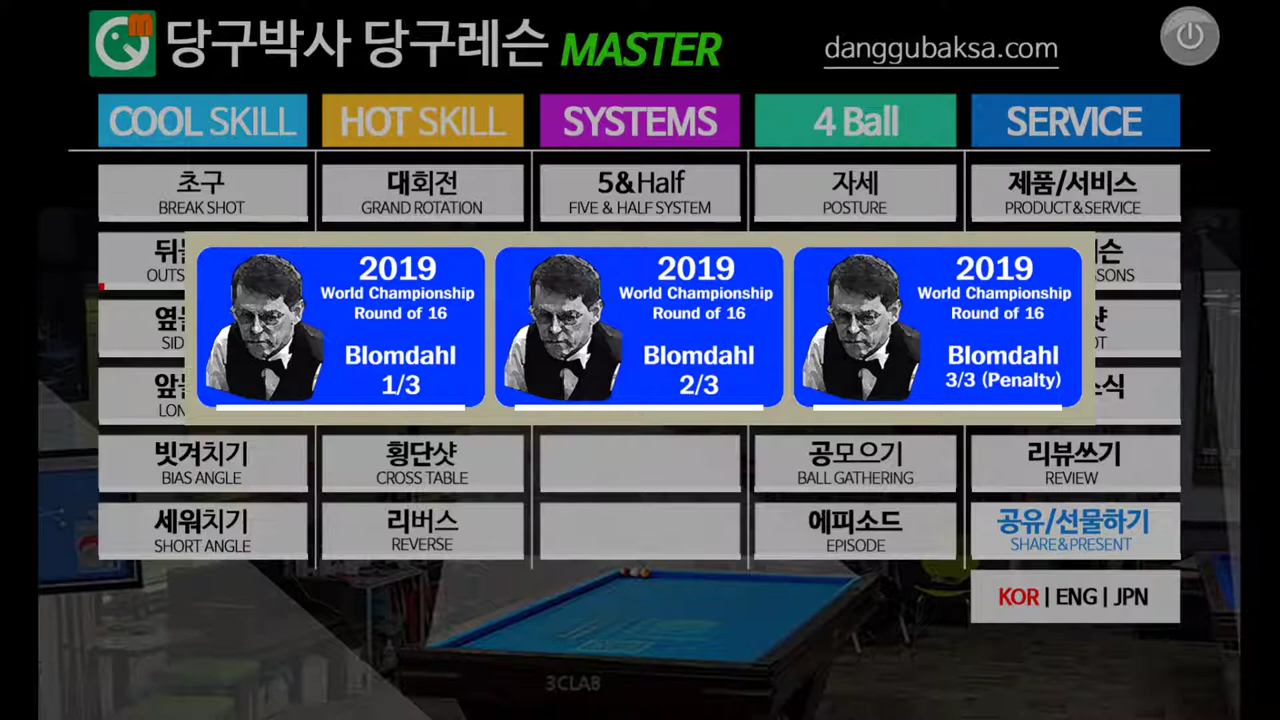 당구박사 당구레슨 MASTER
danggubaksa.com
COOL SKILL
HOT SKILL
SYSTEMS
4 Ball
SERVICE
초구
BREAK SHOT
대회전
GRAND ROTATION
5&Half
FIVE & HALF SYSTEM
자세
POSTURE
제품/서비스
PRODUCT & SERVICE
2019
World Championship
Round of 16
Blomdahl
1/3
2019
World Championship
Round of 16
Blomdahl
2/3
2019
World Championship
Round of 16
Blomdahl
3/3 (Penalty)
빗겨치기
BIAS ANGLE
횡단샷
CROSS TABLE
공모으기
BALL GATHERING
리뷰쓰기
REVIEW
세워치기
SHORT ANGLE
리버스
REVERSE
에피소드
EPISODE
공유/선물하기
SHARE & PRESENT
KOR | ENG | JPN
3CLAB